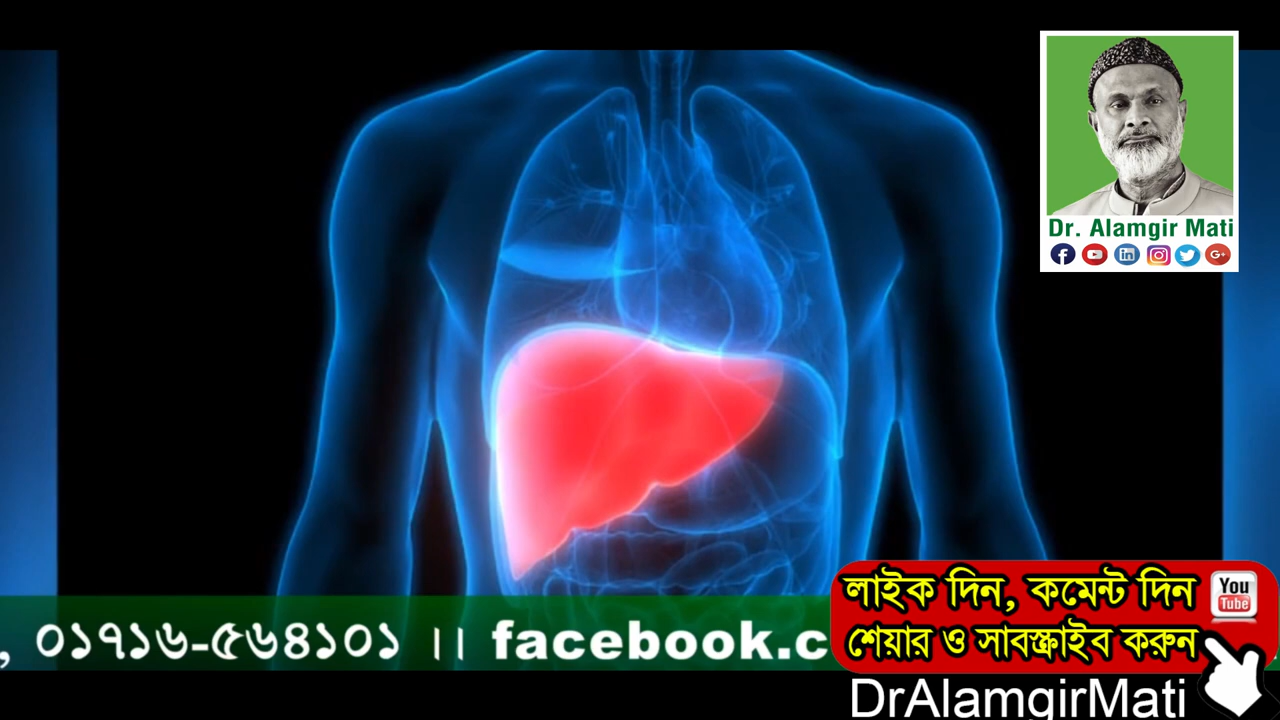 Dr. Alamgir Mati
লাইক দিন, কমেন্ট দিন
You
Tube
শেয়ার ও সাবস্ক্রাইব করুন
, ০১৭১৬-৫৬৪১০১ ।। facebook.c
DrAlamgirMati